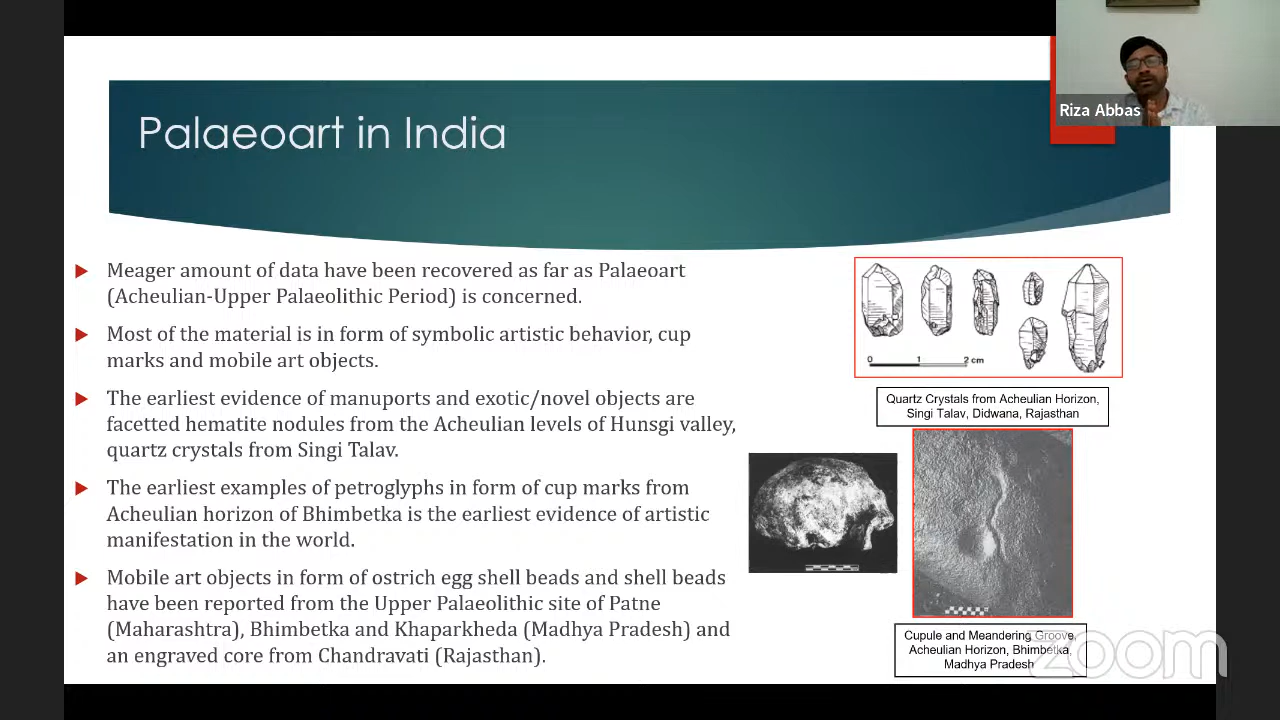 Palaeoart in India
Riza Abbas
Meager amount of data have been recovered as far as Palaeoart
(Acheulian-Upper Palaeolithic Period) is concerned.
Most of the material is in form of symbolic artistic behavior, cup
marks and mobile art objects.
The earliest evidence of manuports and exotic/novel objects are
facetted hematite nodules from the Acheulian levels of Hunsgi valley,
quartz crystals from Singi Talav.
The earliest examples of petroglyphs in form of cup marks from
Acheulian horizon of Bhimbetka is the earliest evidence of artistic
manifestation in the world.
Mobile art objects in form of ostrich egg shell beads and shell beads
have been reported from the Upper Palaeolithic site of Patne
(Maharashtra), Bhimbetka and Khaparkheda (Madhya Pradesh) and
an engraved core from Chandravati (Rajasthan).
0 1 2 cm
Quartz Crystals from Acheulian Horizon,
Singi Talav, Didwana, Rajasthan
Cupule and Meandering Groove,
Acheulian Horizon, Bhimbetka,
Madhya Pradesh
zoom